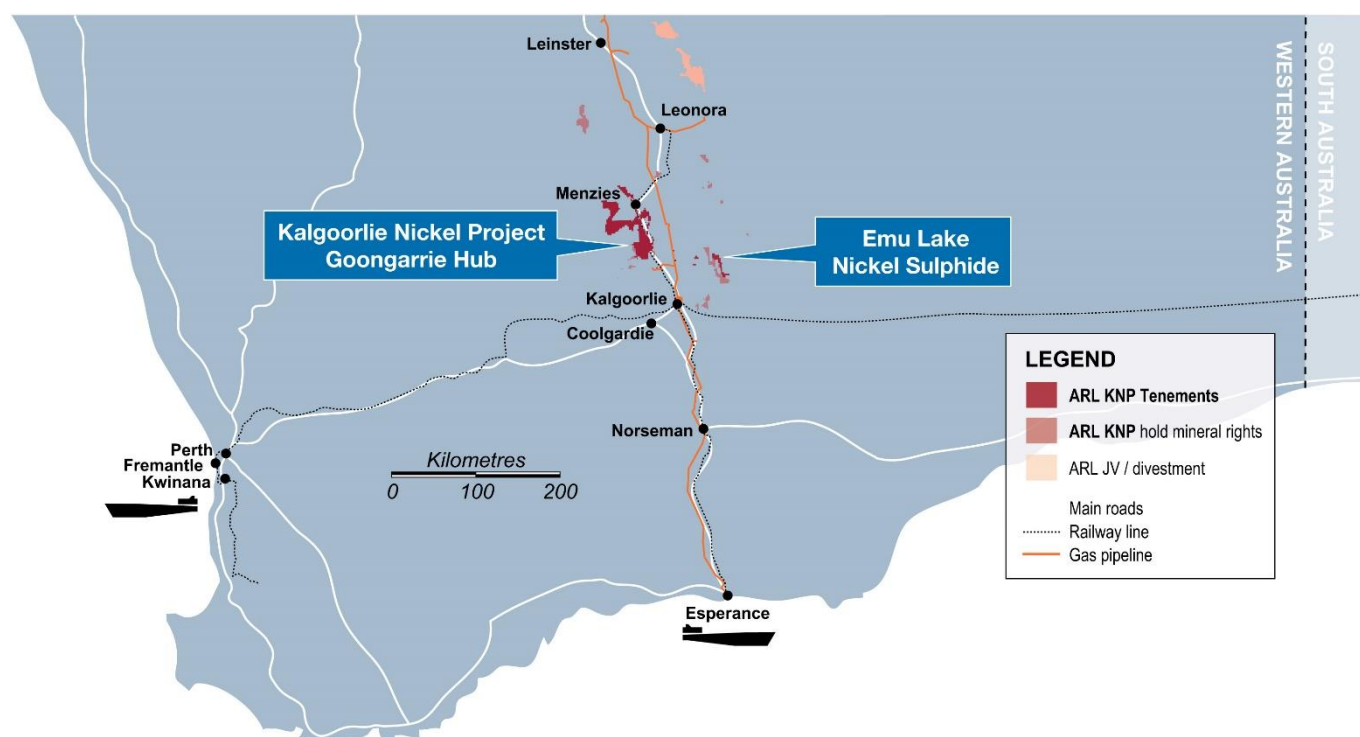 Leinster
Leonora
Menzies
Kalgoorlie Nickel Project
Goongarrie Hub
Emu Lake
Nickel Sulphide
WESTERN AUSTRALIA
SOUTH AUSTRALIA
Kalgoorlie
Coolgardie
Norseman
Perth
Fremantle
Kwinana
Kilometres
0 100 200
Esperance
LEGEND
ARL KNP Tenements
ARL KNP hold mineral rights
ARL JV / divestment
Main roads
Railway line
Gas pipeline